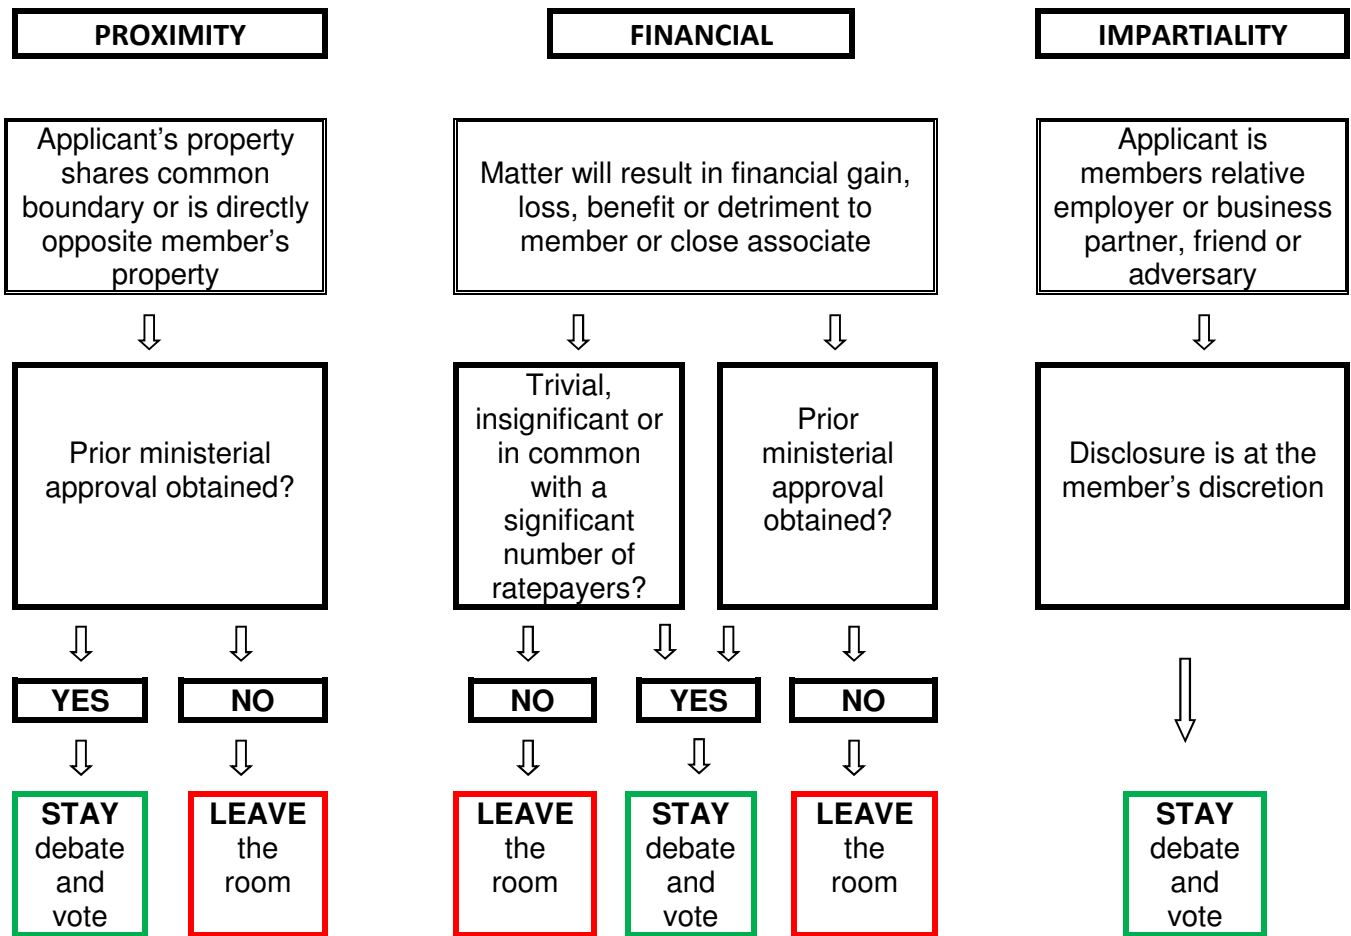 PROXIMITY
FINANCIAL
IMPARTIALITY
Applicant’s property
shares common
boundary or is directly
opposite member’s
property
Matter will result in financial gain,
loss, benefit or detriment to
member or close associate
Applicant is
members relative
employer or business
partner, friend or
adversary
Prior ministerial
approval obtained?
Trivial,
insignificant or
in common
with a
significant
number of
ratepayers?
Prior
ministerial
approval
obtained?
Disclosure is at the
member’s discretion
YES
NO
NO
YES
NO
STAY
debate
and
vote
LEAVE
the
room
LEAVE
the
room
STAY
debate
and
vote
LEAVE
the
room
STAY
debate
and
vote